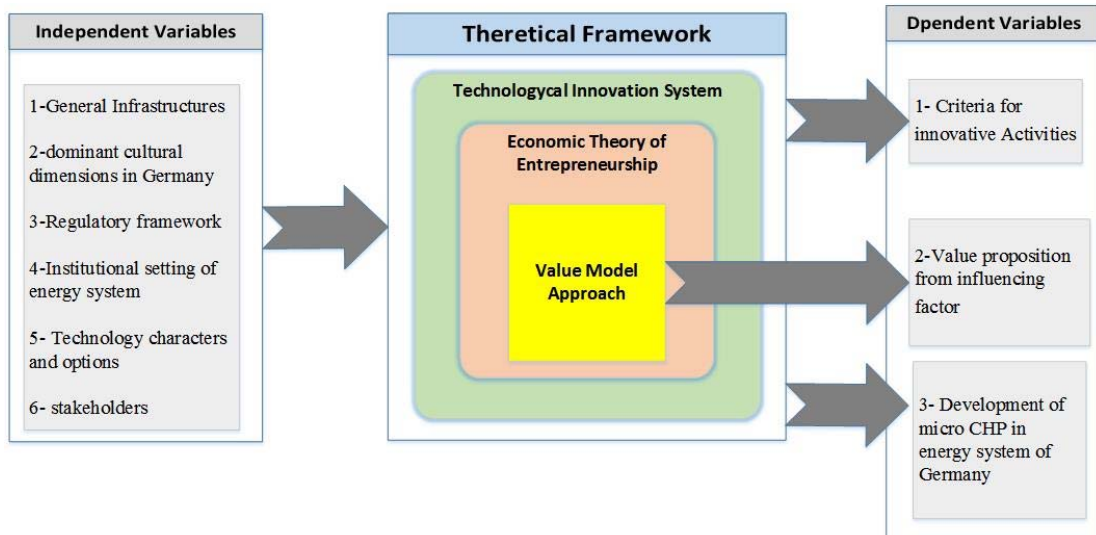 Independent Variables
1-General Infrastructures
2-dominant cultural
dimensions in Germany
3-Regulatory framework
4-Institutional setting of
energy system
5- Technology characters
and options
6- stakeholders
Theretical Framework
Technologycal Innovation System
Economic Theory of
Entrepreneurship
Value Model
Approach
Dpendent Variables
1- Criteria for
innovative Activities
2-Value proposition
from influencing
factor
3- Development of
micro CHP in
energy system of
Germany